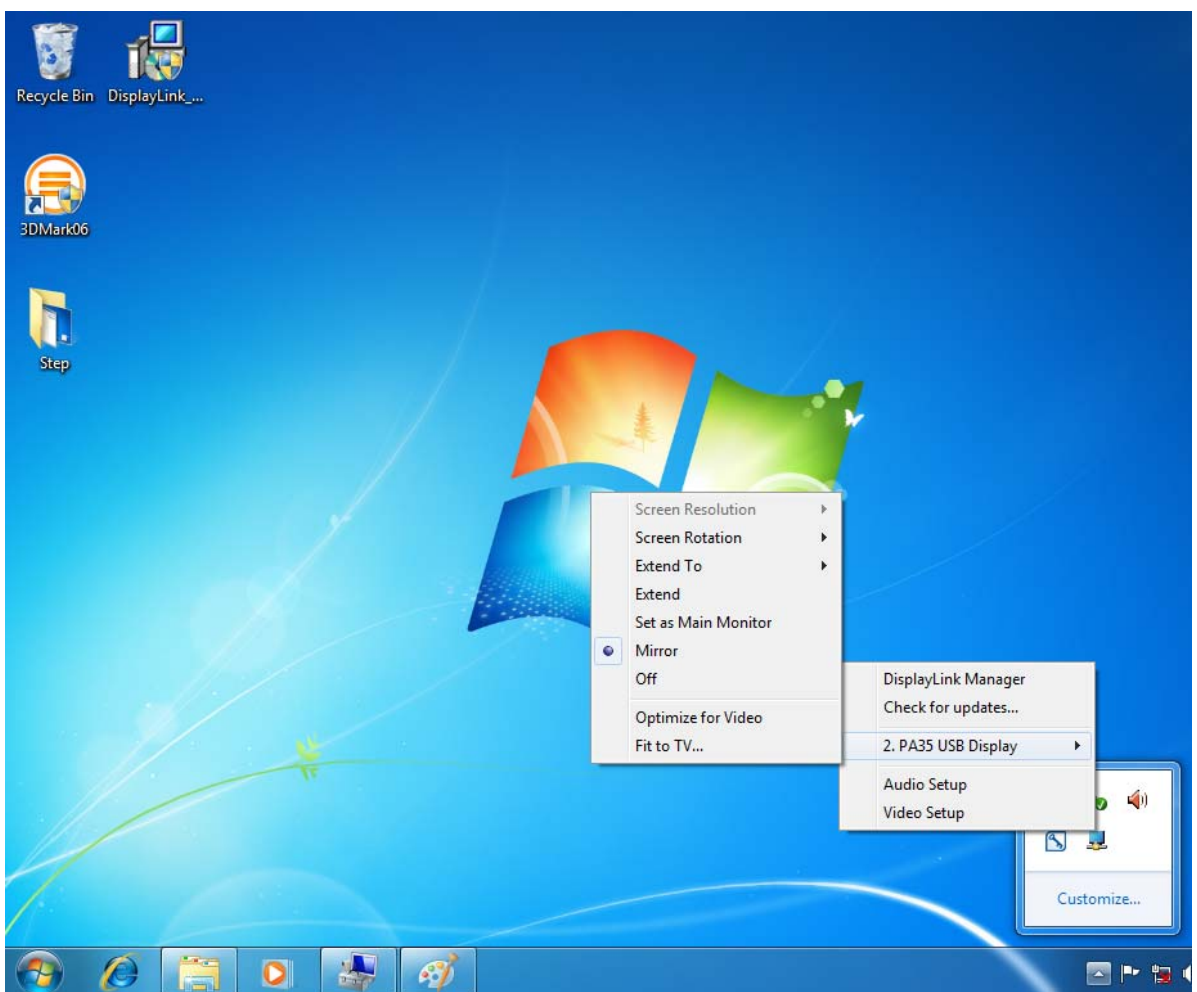 Recycle Bin
DisplayLink_...
3DMark06
Step
Screen Resolution
Screen Rotation
Extend To
Extend
Set as Main Monitor
Mirror
Off
Optimize for Video
Fit to TV...
DisplayLink Manager
Check for updates...
2. PA35 USB Display
Audio Setup
Video Setup
Customize...